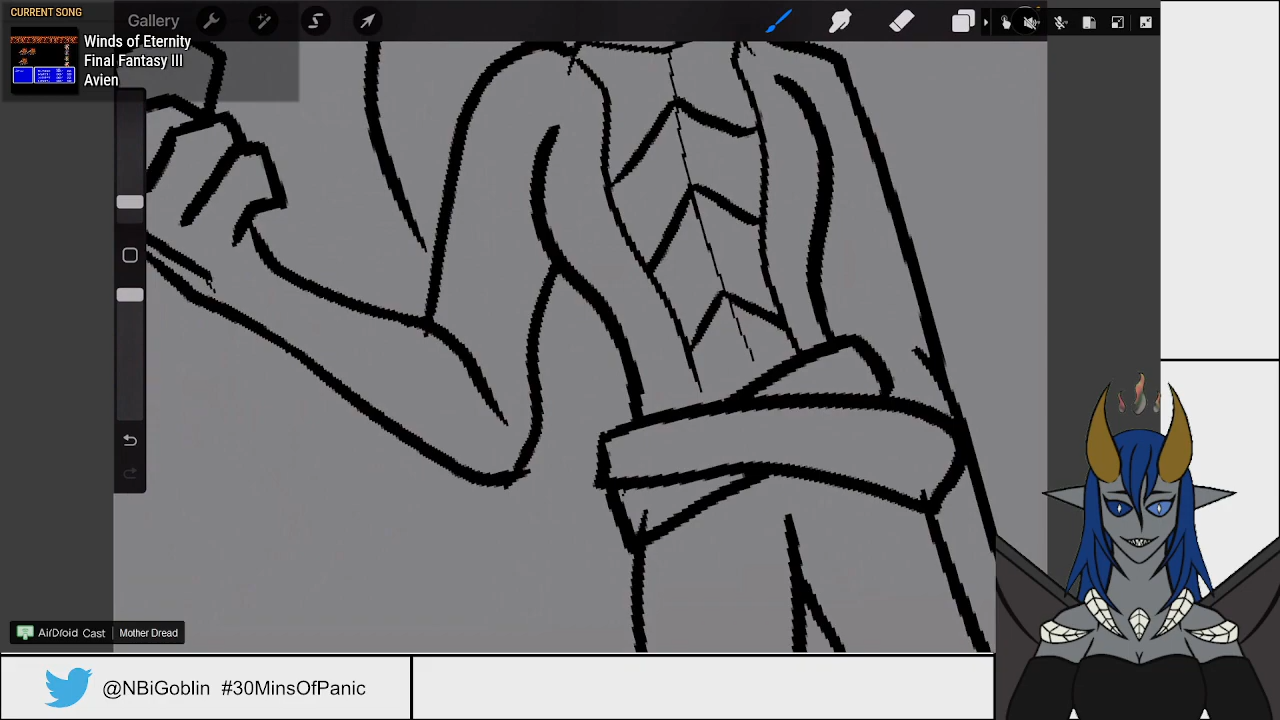 CURRENT SONG
Winds of Eternity
Final Fantasy III
Avien
Gallery
AirDroid Cast
Mother Dread
@NBiGoblin #30MinsOfPanic